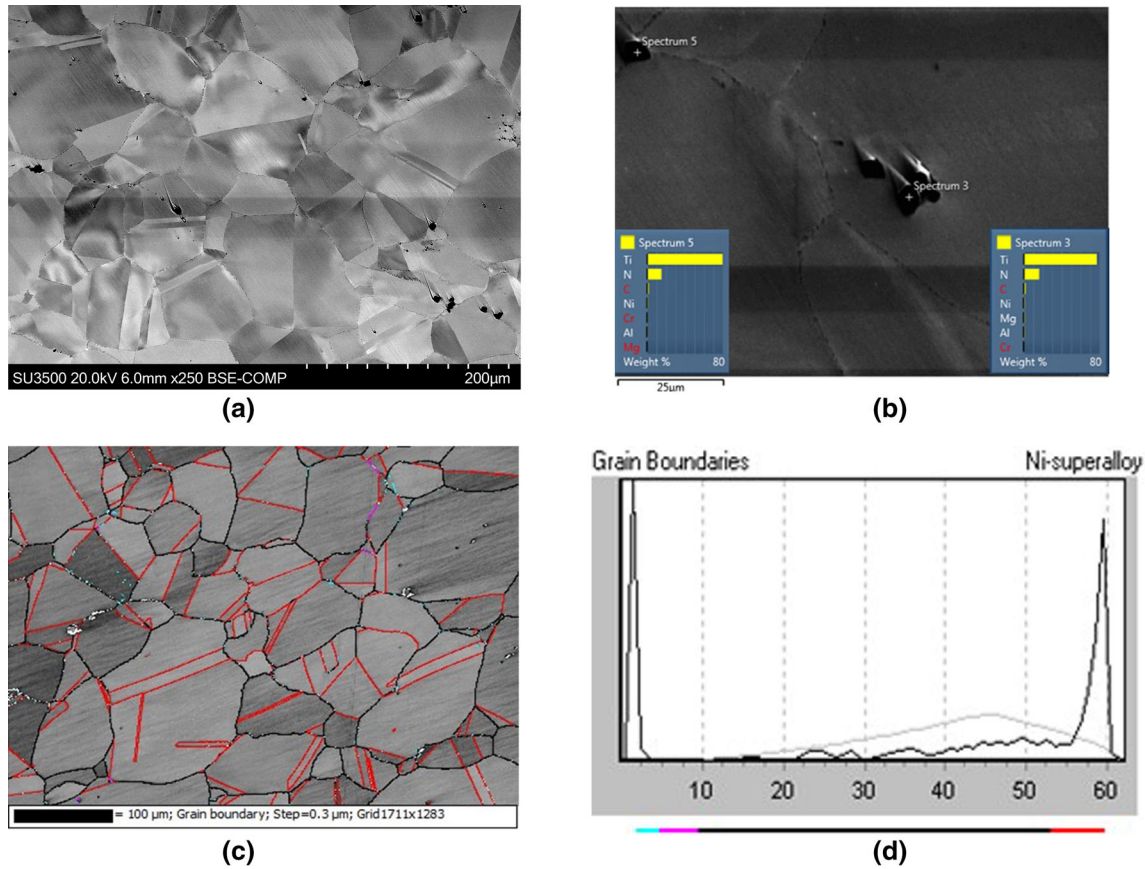 SU3500 20.0kV 6.0mm x250 BSE-COMP 200µm
(a)
Spectrum 5
Spectrum 3
Spectrum 5
Ti
N
C
Ni
Cr
Al
Mg
Weight % 80
Spectrum 3
Ti
N
C
Ni
Mg
Al
Cr
Weight % 80
25µm
(b)
= 100 µm; Grain boundary; Step=0.3 µm; Grid1711x1283
(c)
Grain Boundaries Ni-superalloy
10 20 30 40 50 60
(d)